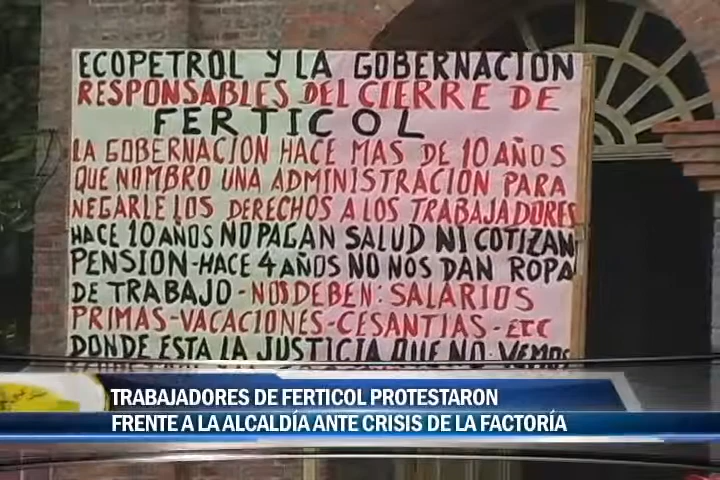 ECOPETROL Y LA GOBERNACION
RESPONSABLES DEL CIERRE DE
FERTICOL
LA GOBERNACION HACE MAS DE 10 AÑOS
QUE NOMBRO UNA ADMINISTRACIÓN PARA
NEGARLE LOS DERECHOS A LOS TRABAJADORES
HACE 10 AÑOS NO PAGAN SALUD NI COTIZAN
PENSION-HACE 4 AÑOS NO NOS DAN ROPA
DE TRABAJO-NOS DEBEN: SALARIOS
PRIMAS-VACACIONES-CESANTIAS-ETC
DONDE ESTA LA JUSTICIA QUE NO. VEMOS
TRABAJADORES DE FERTICOL PROTESTARON
FRENTE A LA ALCALDÍA ANTE CRISIS DE LA FACTORÍA